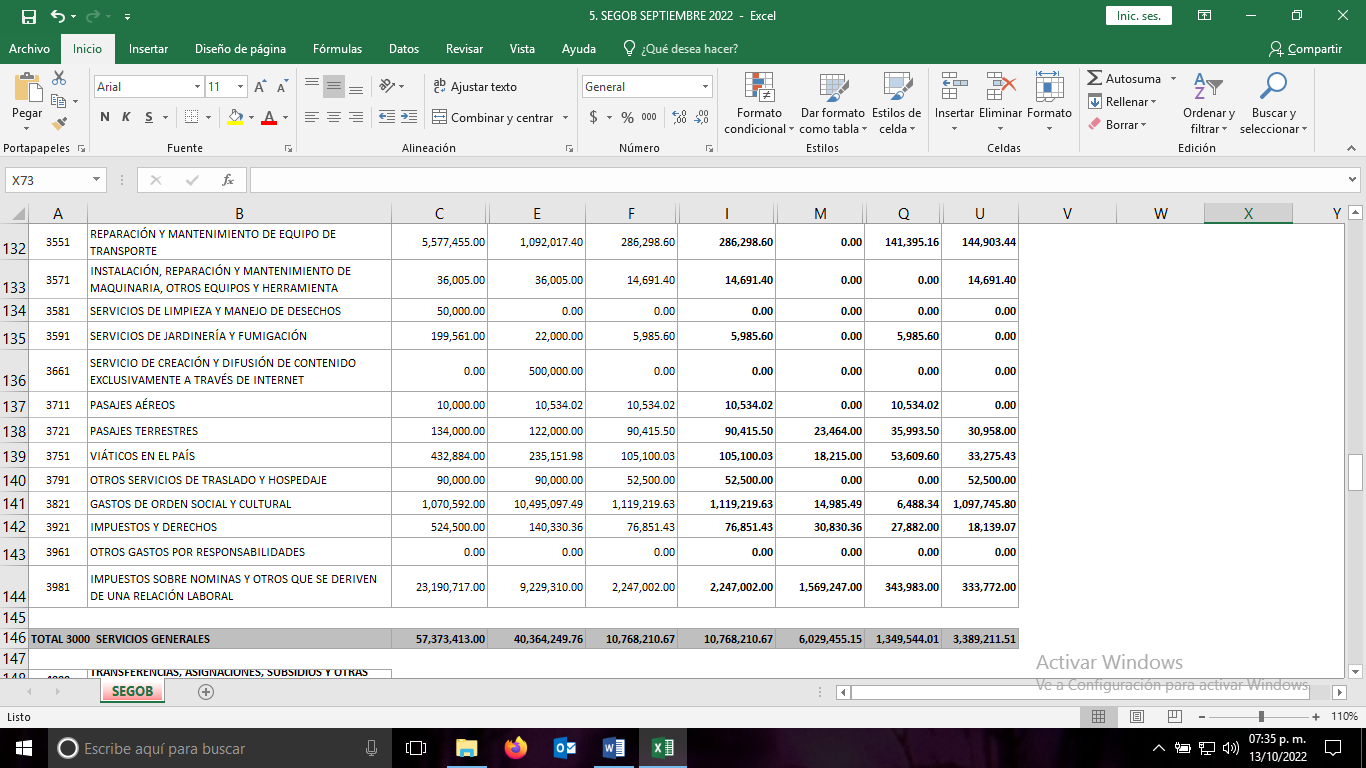 5. SEGOB SEPTIEMBRE 2022 - Excel
Inic. ses.
Archivo Inicio Insertar Diseño de página Fórmulas Datos Revisar Vista Ayuda ¿Qué desea hacer? Compartir
Pegar
Portapapeles
Arial 11
N K S
Fuente
Ajustar texto
Combinar y centrar
Alineación
General
$ % 000
Número
Formato condicional
Dar formato como tabla
Estilos de celda
Estilos
Insertar Eliminar Formato
Celdas
Autosuma
Rellenar
Borrar
Ordenar y filtrar
Buscar y seleccionar
Edición
X73 fx
A B C E F I M Q U V W X Y
132 3551 REPARACIÓN Y MANTENIMIENTO DE EQUIPO DE TRANSPORTE 5,577,455.00 1,092,017.40 286,298.60 286,298.60 0.00 141,395.16 144,903.44
133 3571 INSTALACIÓN, REPARACIÓN Y MANTENIMIENTO DE MAQUINARIA, OTROS EQUIPOS Y HERRAMIENTA 36,005.00 36,005.00 14,691.40 14,691.40 0.00 0.00 14,691.40
134 3581 SERVICIOS DE LIMPIEZA Y MANEJO DE DESECHOS 50,000.00 0.00 0.00 0.00 0.00 0.00 0.00
135 3591 SERVICIOS DE JARDINERÍA Y FUMIGACIÓN 199,561.00 22,000.00 5,985.60 5,985.60 0.00 5,985.60 0.00
136 3661 SERVICIO DE CREACIÓN Y DIFUSIÓN DE CONTENIDO EXCLUSIVAMENTE A TRAVÉS DE INTERNET 0.00 500,000.00 0.00 0.00 0.00 0.00 0.00
137 3711 PASAJES AÉREOS 10,000.00 10,534.02 10,534.02 10,534.02 0.00 10,534.02 0.00
138 3721 PASAJES TERRESTRES 134,000.00 122,000.00 90,415.50 90,415.50 23,464.00 35,993.50 30,958.00
139 3751 VIÁTICOS EN EL PAÍS 432,884.00 235,151.98 105,100.03 105,100.03 18,215.00 53,609.60 33,275.43
140 3791 OTROS SERVICIOS DE TRASLADO Y HOSPEDAJE 90,000.00 90,000.00 52,500.00 52,500.00 0.00 0.00 52,500.00
141 3821 GASTOS DE ORDEN SOCIAL Y CULTURAL 1,070,592.00 10,495,097.49 1,119,219.63 1,119,219.63 14,985.49 6,488.34 1,097,745.80
142 3921 IMPUESTOS Y DERECHOS 524,500.00 140,330.36 76,851.43 76,851.43 30,830.36 27,882.00 18,139.07
143 3961 OTROS GASTOS POR RESPONSABILIDADES 0.00 0.00 0.00 0.00 0.00 0.00 0.00
144 3981 IMPUESTOS SOBRE NOMINAS Y OTROS QUE SE DERIVEN DE UNA RELACIÓN LABORAL 23,190,717.00 9,229,310.00 2,247,002.00 2,247,002.00 1,569,247.00 343,983.00 333,772.00
145
146 TOTAL 3000 SERVICIOS GENERALES 57,373,413.00 40,364,249.76 10,768,210.67 10,768,210.67 6,029,455.15 1,349,544.01 3,389,211.51
147
148 TRANSFERENCIAS, ASIGNACIONES, SUBSIDIOS Y OTRAS
Activar Windows
Ve a Configuración para activar Windows.
SEGOB
Listo 110%
Escribe aquí para buscar
07:35 p. m.
13/10/2022